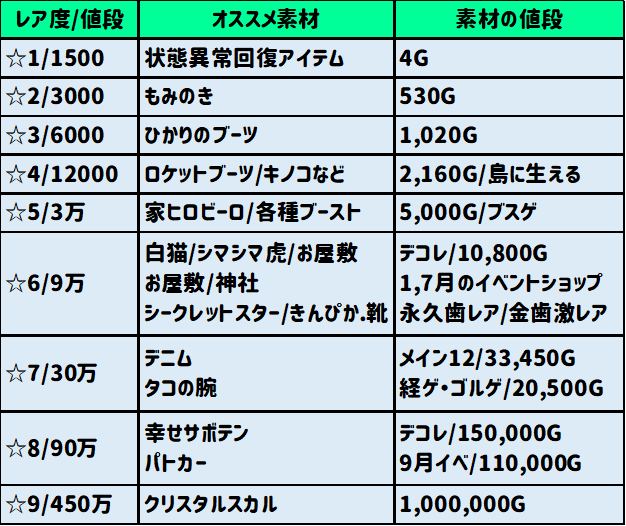 レア度/値段 オススメ素材 素材の値段
☆1/1500 状態異常回復アイテム 4G
☆2/3000 もみのき 530G
☆3/6000 ひかりのブーツ 1,020G
☆4/12000 ロケットブーツ/キノコなど 2,160G/島に生える
☆5/3万 家ヒロビーロ/各種ブースト 5,000G/ブスゲ
☆6/9万 白猫/シマシマ虎/お屋敷 デコレ/10,800G
お屋敷/神社 1,7月のイベントショップ
シークレットスター/きんぴか.靴 永久歯レア/金歯激レア
☆7/30万 デニム メイン12/33,450G
タコの腕 経ゲ・ゴルゲ/20,500G
☆8/90万 幸せサボテン デコレ/150,000G
パトカー 9月イベ/110,000G
☆9/450万 クリスタルスカル 1,000,000G